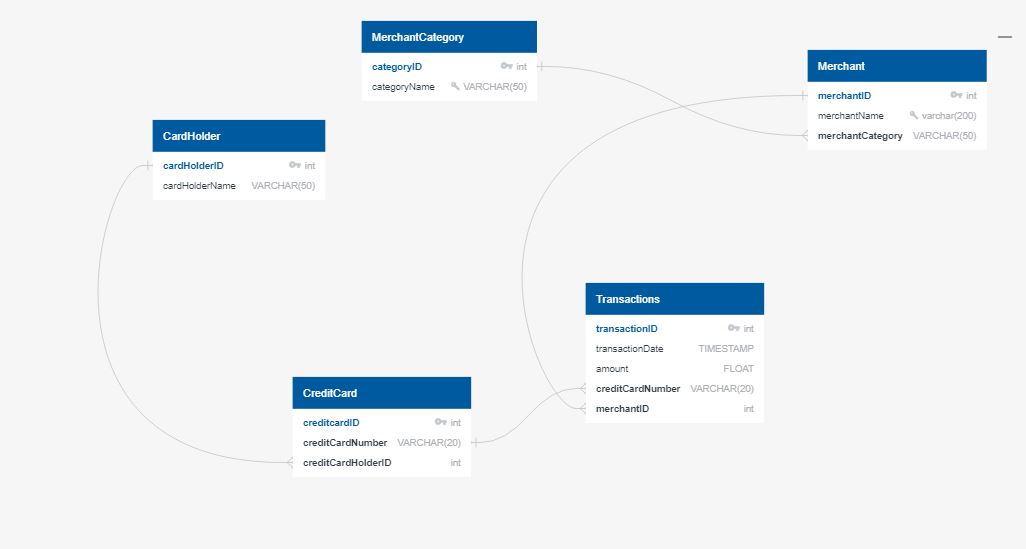 MerchantCategory
categoryID int
categoryName VARCHAR(50)
Merchant
merchantID int
merchantName varchar(200)
merchantCategory VARCHAR(50)
CardHolder
cardHolderID int
cardHolderName VARCHAR(50)
Transactions
transactionID int
transactionDate TIMESTAMP
amount FLOAT
creditCardNumber VARCHAR(20)
merchantID int
CreditCard
creditcardID int
creditCardNumber VARCHAR(20)
creditCardHolderID int